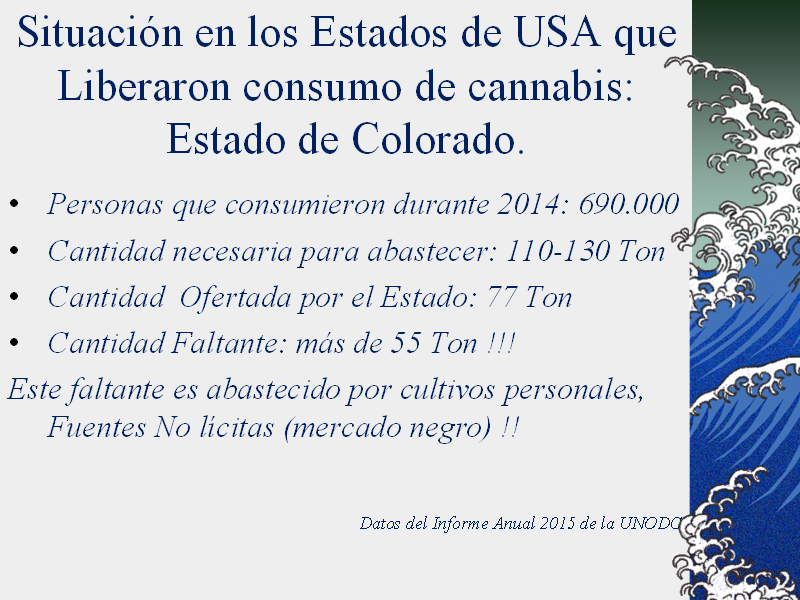 Situación en los Estados de USA que
Liberaron consumo de cannabis:
Estado de Colorado.
• Personas que consumieron durante 2014: 690.000
• Cantidad necesaria para abastecer: 110-130 Ton
• Cantidad  Ofertada por el Estado: 77 Ton
• Cantidad Faltante: más de 55 Ton !!!
Este faltante es abastecido por cultivos personales,
Fuentes No lícitas (mercado negro) !!
Datos del Informe Anual 2015 de la UNODC